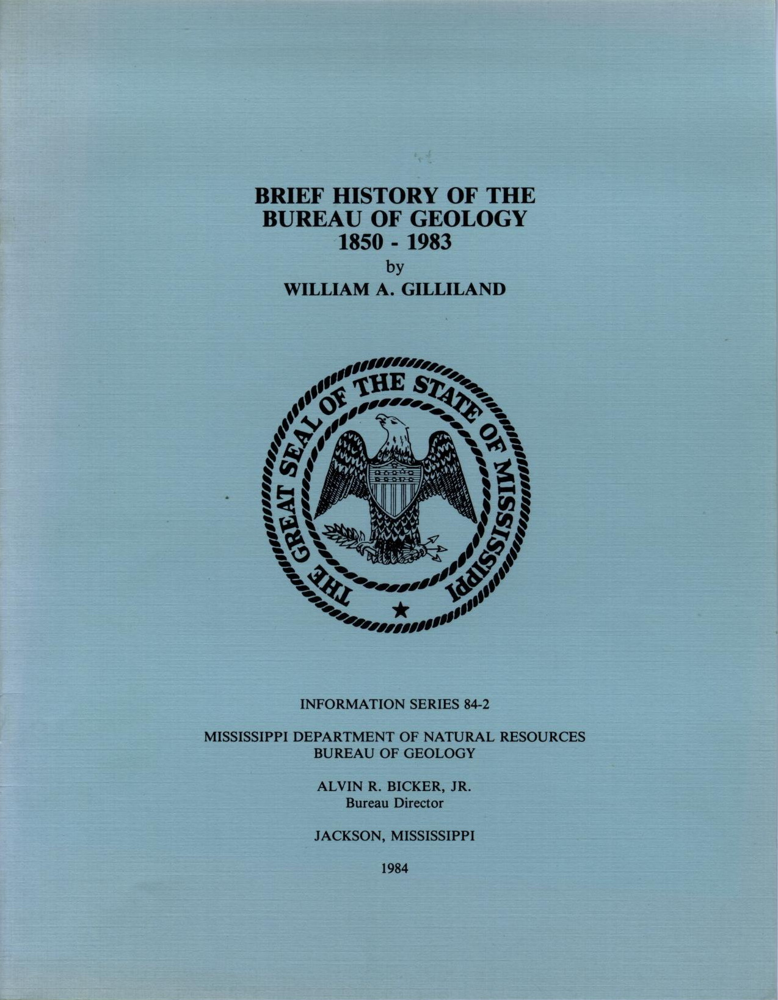 BRIEF HISTORY OF THE
BUREAU OF GEOLOGY
1850 - 1983
by
WILLIAM A. GILLILAND
THE GREAT SEAL OF THE STATE OF MISSISSIPPI
INFORMATION SERIES 84-2
MISSISSIPPI DEPARTMENT OF NATURAL RESOURCES
BUREAU OF GEOLOGY
ALVIN R. BICKER, JR.
Bureau Director
JACKSON, MISSISSIPPI
1984